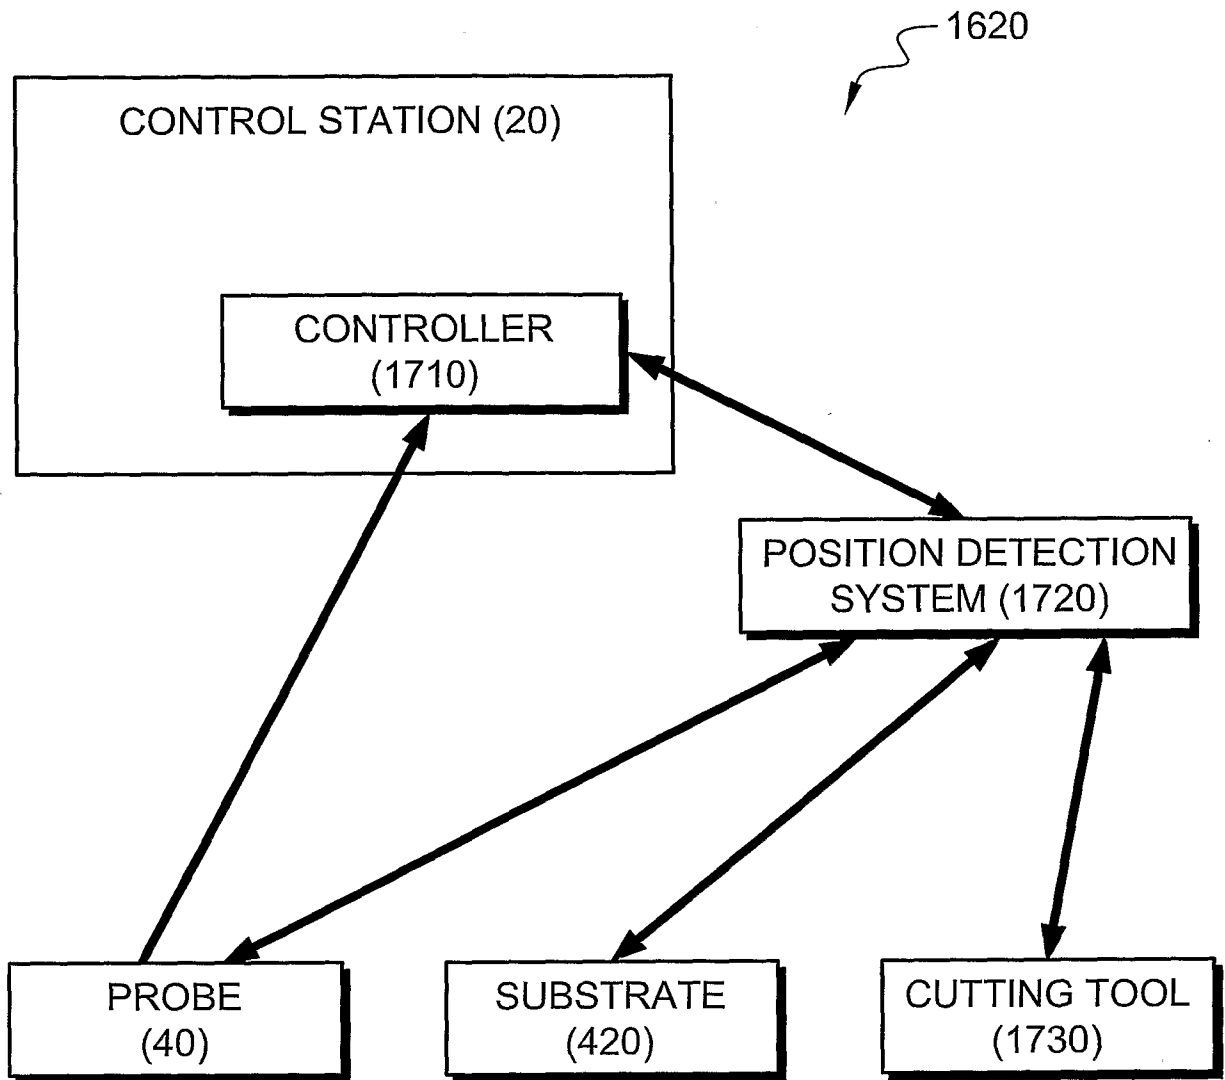 1620
CONTROL STATION (20)
CONTROLLER
(1710)
POSITION DETECTION
SYSTEM (1720)
PROBE
(40)
SUBSTRATE
(420)
CUTTING TOOL
(1730)